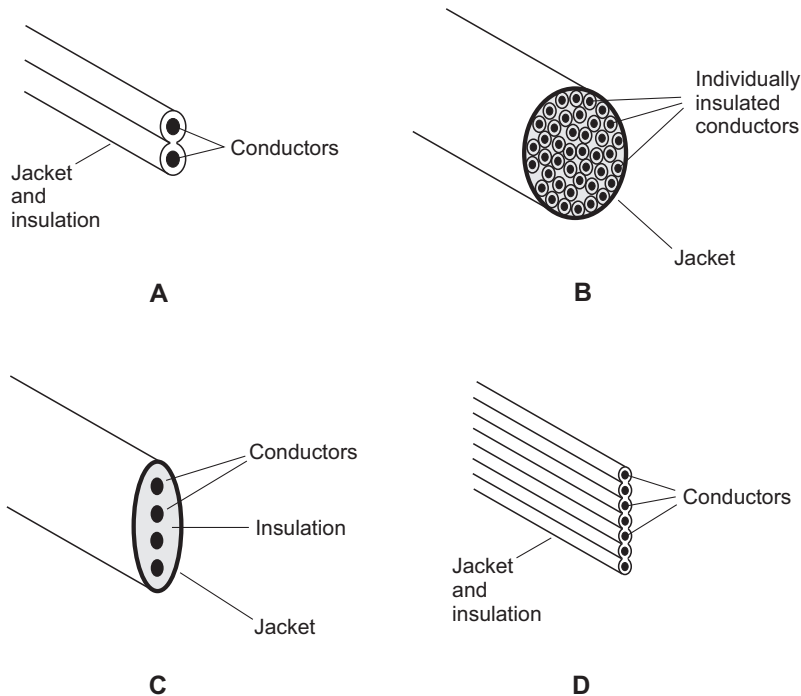 Conductors
Jacket
and
insulation
A
Individually
insulated
conductors
Jacket
B
Conductors
Insulation
Jacket
C
Conductors
Jacket
and
insulation
D